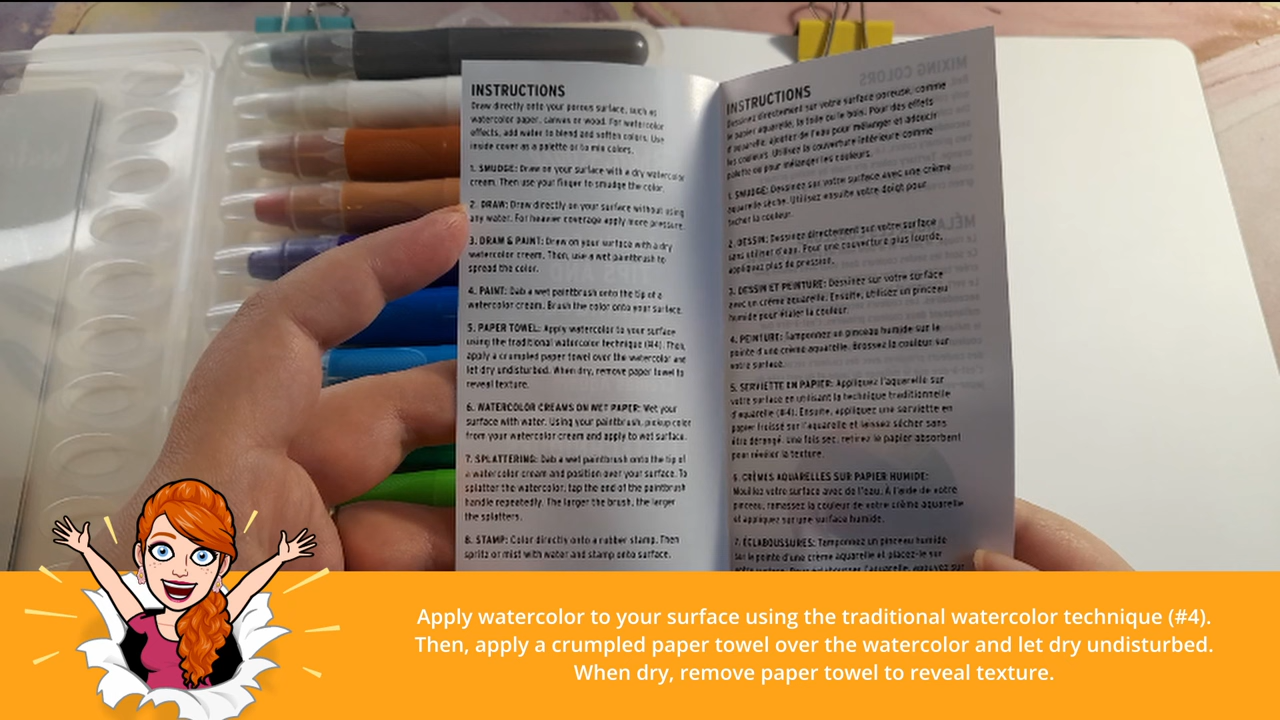 INSTRUCTIONS
Draw directly onto your porous surface, such as
watercolor paper, canvas or wood. For watercolor
effects, add water to blend and soften colors. Use
inside cover as a palette or to mix colors.
1. SMUDGE: Draw on your surface with a dry watercolor
cream. Then use your finger to smudge the color.
2. DRAW: Draw directly on your surface without using
any water. For heavier coverage apply more pressure.
3. DRAW & PAINT: Draw on your surface with a dry
watercolor cream. Then, use a wet paintbrush to
spread the color.
4. PAINT: Dab a wet paintbrush onto the tip of a
watercolor cream. Brush the color onto your surface.
5. PAPER TOWEL: Apply watercolor to your surface
using the traditional watercolor technique (#4). Then,
apply a crumpled paper towel over the watercolor and
let dry undisturbed. When dry, remove paper towel to
reveal texture.
6. WATERCOLOR CREAMS ON WET PAPER: Wet your
surface with water. Using your paintbrush, pickup color
from your watercolor cream and apply to wet surface.
7. SPLATTERING: Dab a wet paintbrush onto the tip of
a watercolor cream and position over your surface. To
splatter the watercolor, tap the end of the paintbrush
handle repeatedly. The larger the brush, the larger
the splatters.
8. STAMP: Color directly onto a rubber stamp. Then
spritz or mist with water and stamp onto surface.
INSTRUCTIONS
Dessinez directement sur votre surface poreuse, comme
le papier aquarelle, la toile ou le bois. Pour des effets
d'aquarelle, ajouter de l'eau pour mélanger et adoucir
les couleurs. Utilisez la couverture intérieure comme
palette ou pour mélanger les couleurs.
1. SMUDGE: Dessinez sur votre surface avec une crème
aquarelle sèche. Utilisez ensuite votre doigt pour
tacher la couleur.
2. DESSIN: Dessinez directement sur votre surface
sans utiliser d'eau. Pour une couverture plus lourde,
appliquez plus de pression.
3. DESSIN ET PEINTURE: Dessinez sur votre surface
avec un crème aquarelle. Ensuite, utilisez un pinceau
humide pour étaler la couleur.
4. PEINTURE: Tamponnez un pinceau humide sur la
pointe d'une crème aquarelle. Brossez la couleur sur
votre surface.
5. SERVIETTE EN PAPIER: Appliquez l'aquarelle sur
votre surface en utilisant la technique traditionnelle
d'aquarelle (#4). Ensuite, appliquez une serviette en
papier froissé sur l'aquarelle et laissez sécher sans
être dérangé. Une fois sec, retirez le papier absorbent
pour révéler la texture.
6. CRÈMES AQUARELLES SUR PAPIER HUMIDE:
Mouillez votre surface avec de l'eau. À l'aide de votre
pinceau, ramassez la couleur de votre crème aquarelle
et appliquez sur une surface humide.
7. ÉCLABOUSSURES: Tamponnez un pinceau humide
sur la pointe d'une crème aquarelle et placez-le sur
MIXING COLORS
Apply watercolor to your surface using the traditional watercolor technique (#4).
Then, apply a crumpled paper towel over the watercolor and let dry undisturbed.
When dry, remove paper towel to reveal texture.